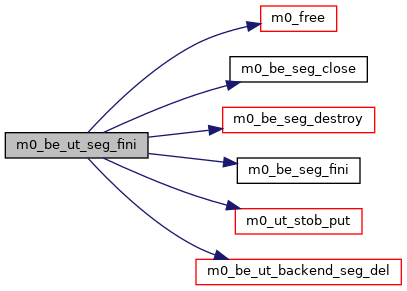 m0_be_ut_seg_fini
m0_free
m0_be_seg_close
m0_be_seg_destroy
m0_be_seg_fini
m0_ut_stob_put
m0_be_ut_backend_seg_del